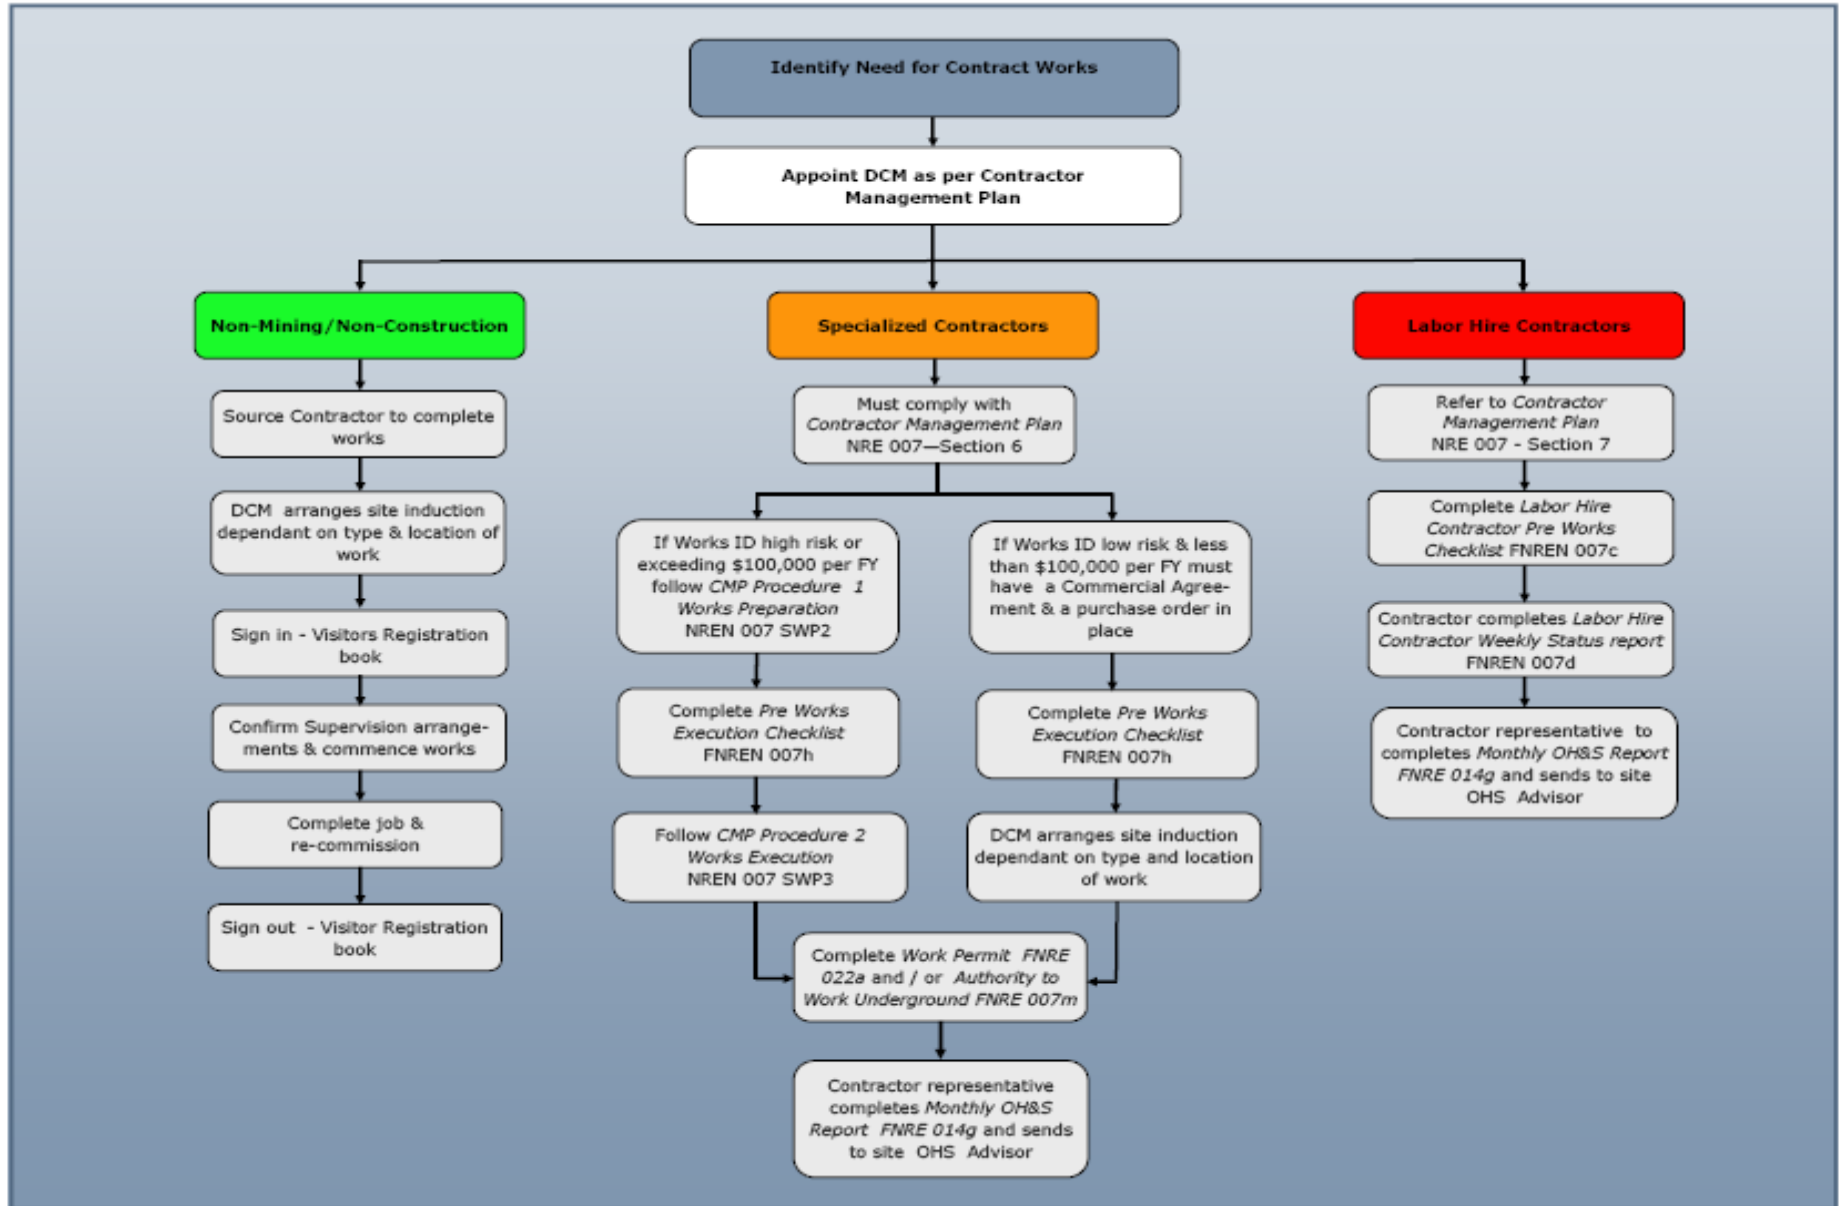 Identify Need for Contract Works
Appoint DCM as per Contractor
Management Plan
Non-Mining/Non-Construction
Source Contractor to complete
works
DCM arranges site induction
dependant on type & location of
work
Sign in - Visitors Registration
book
Confirm Supervision arrange-
ments & commence works
Complete job &
re-commission
Sign out - Visitor Registration
book
Specialized Contractors
Must comply with
Contractor Management Plan
NRE 007—Section 6
If Works ID high risk or
exceeding $100,000 per FY
follow CMP Procedure 1
Works Preparation
NREN 007 SWP2
Complete Pre Works
Execution Checklist
FNREN 007h
Follow CMP Procedure 2
Works Execution
NREN 007 SWP3
If Works ID low risk & less
than $100,000 per FY must
have a Commercial Agree-
ment & a purchase order in
place
Complete Pre Works
Execution Checklist
FNREN 007h
DCM arranges site induction
dependant on type and location
of work
Complete Work Permit FNRE
022a and / or Authority to
Work Underground FNRE 007m
Contractor representative
completes Monthly OH&S
Report FNRE 014g and sends
to site OHS Advisor
Labor Hire Contractors
Refer to Contractor
Management Plan
NRE 007 - Section 7
Complete Labor Hire
Contractor Pre Works
Checklist FNREN 007c
Contractor completes Labor Hire
Contractor Weekly Status report
FNREN 007d
Contractor representative to
completes Monthly OH&S Report
FNRE 014g and sends to site
OHS Advisor